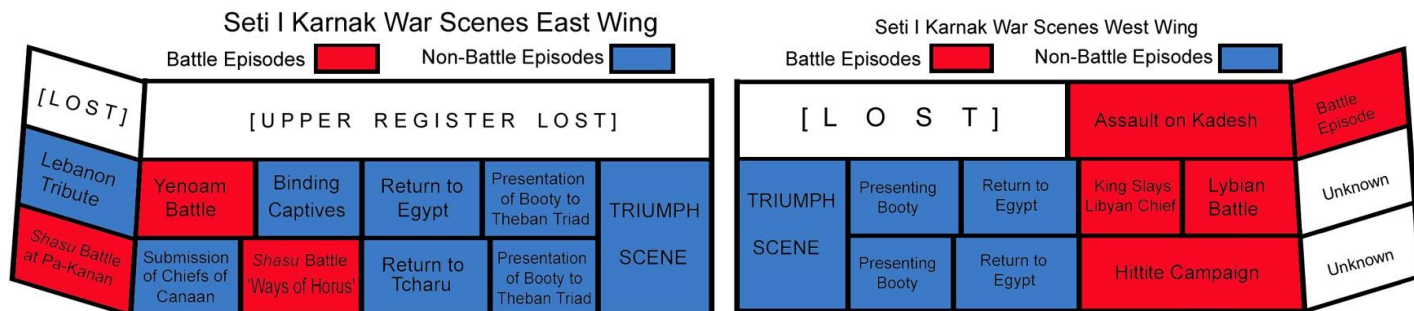 Seti I Karnak War Scenes East Wing
Battle Episodes
Non-Battle Episodes
[LOST]
[UPPER REGISTER LOST]
Lebanon
Tribute
Yenoam
Battle
Binding
Captives
Return to
Egypt
Presentation
of Booty to
Theban Triad
TRIUMPH
SCENE
Shasu Battle
at Pa-Kanan
Submission
of Chiefs of
Canaan
Shasu Battle
'Ways of Horus'
Return to
Tcharu
Presentation
of Booty to
Theban Triad
Seti I Karnak War Scenes West Wing
Battle Episodes
Non-Battle Episodes
[LOST]
Assault on Kadesh
Battle
Episode
TRIUMPH
SCENE
Presenting
Booty
Return to
Egypt
King Slays
Libyan Chief
Lybian
Battle
Unknown
Presenting
Booty
Return to
Egypt
Hittite Campaign
Unknown